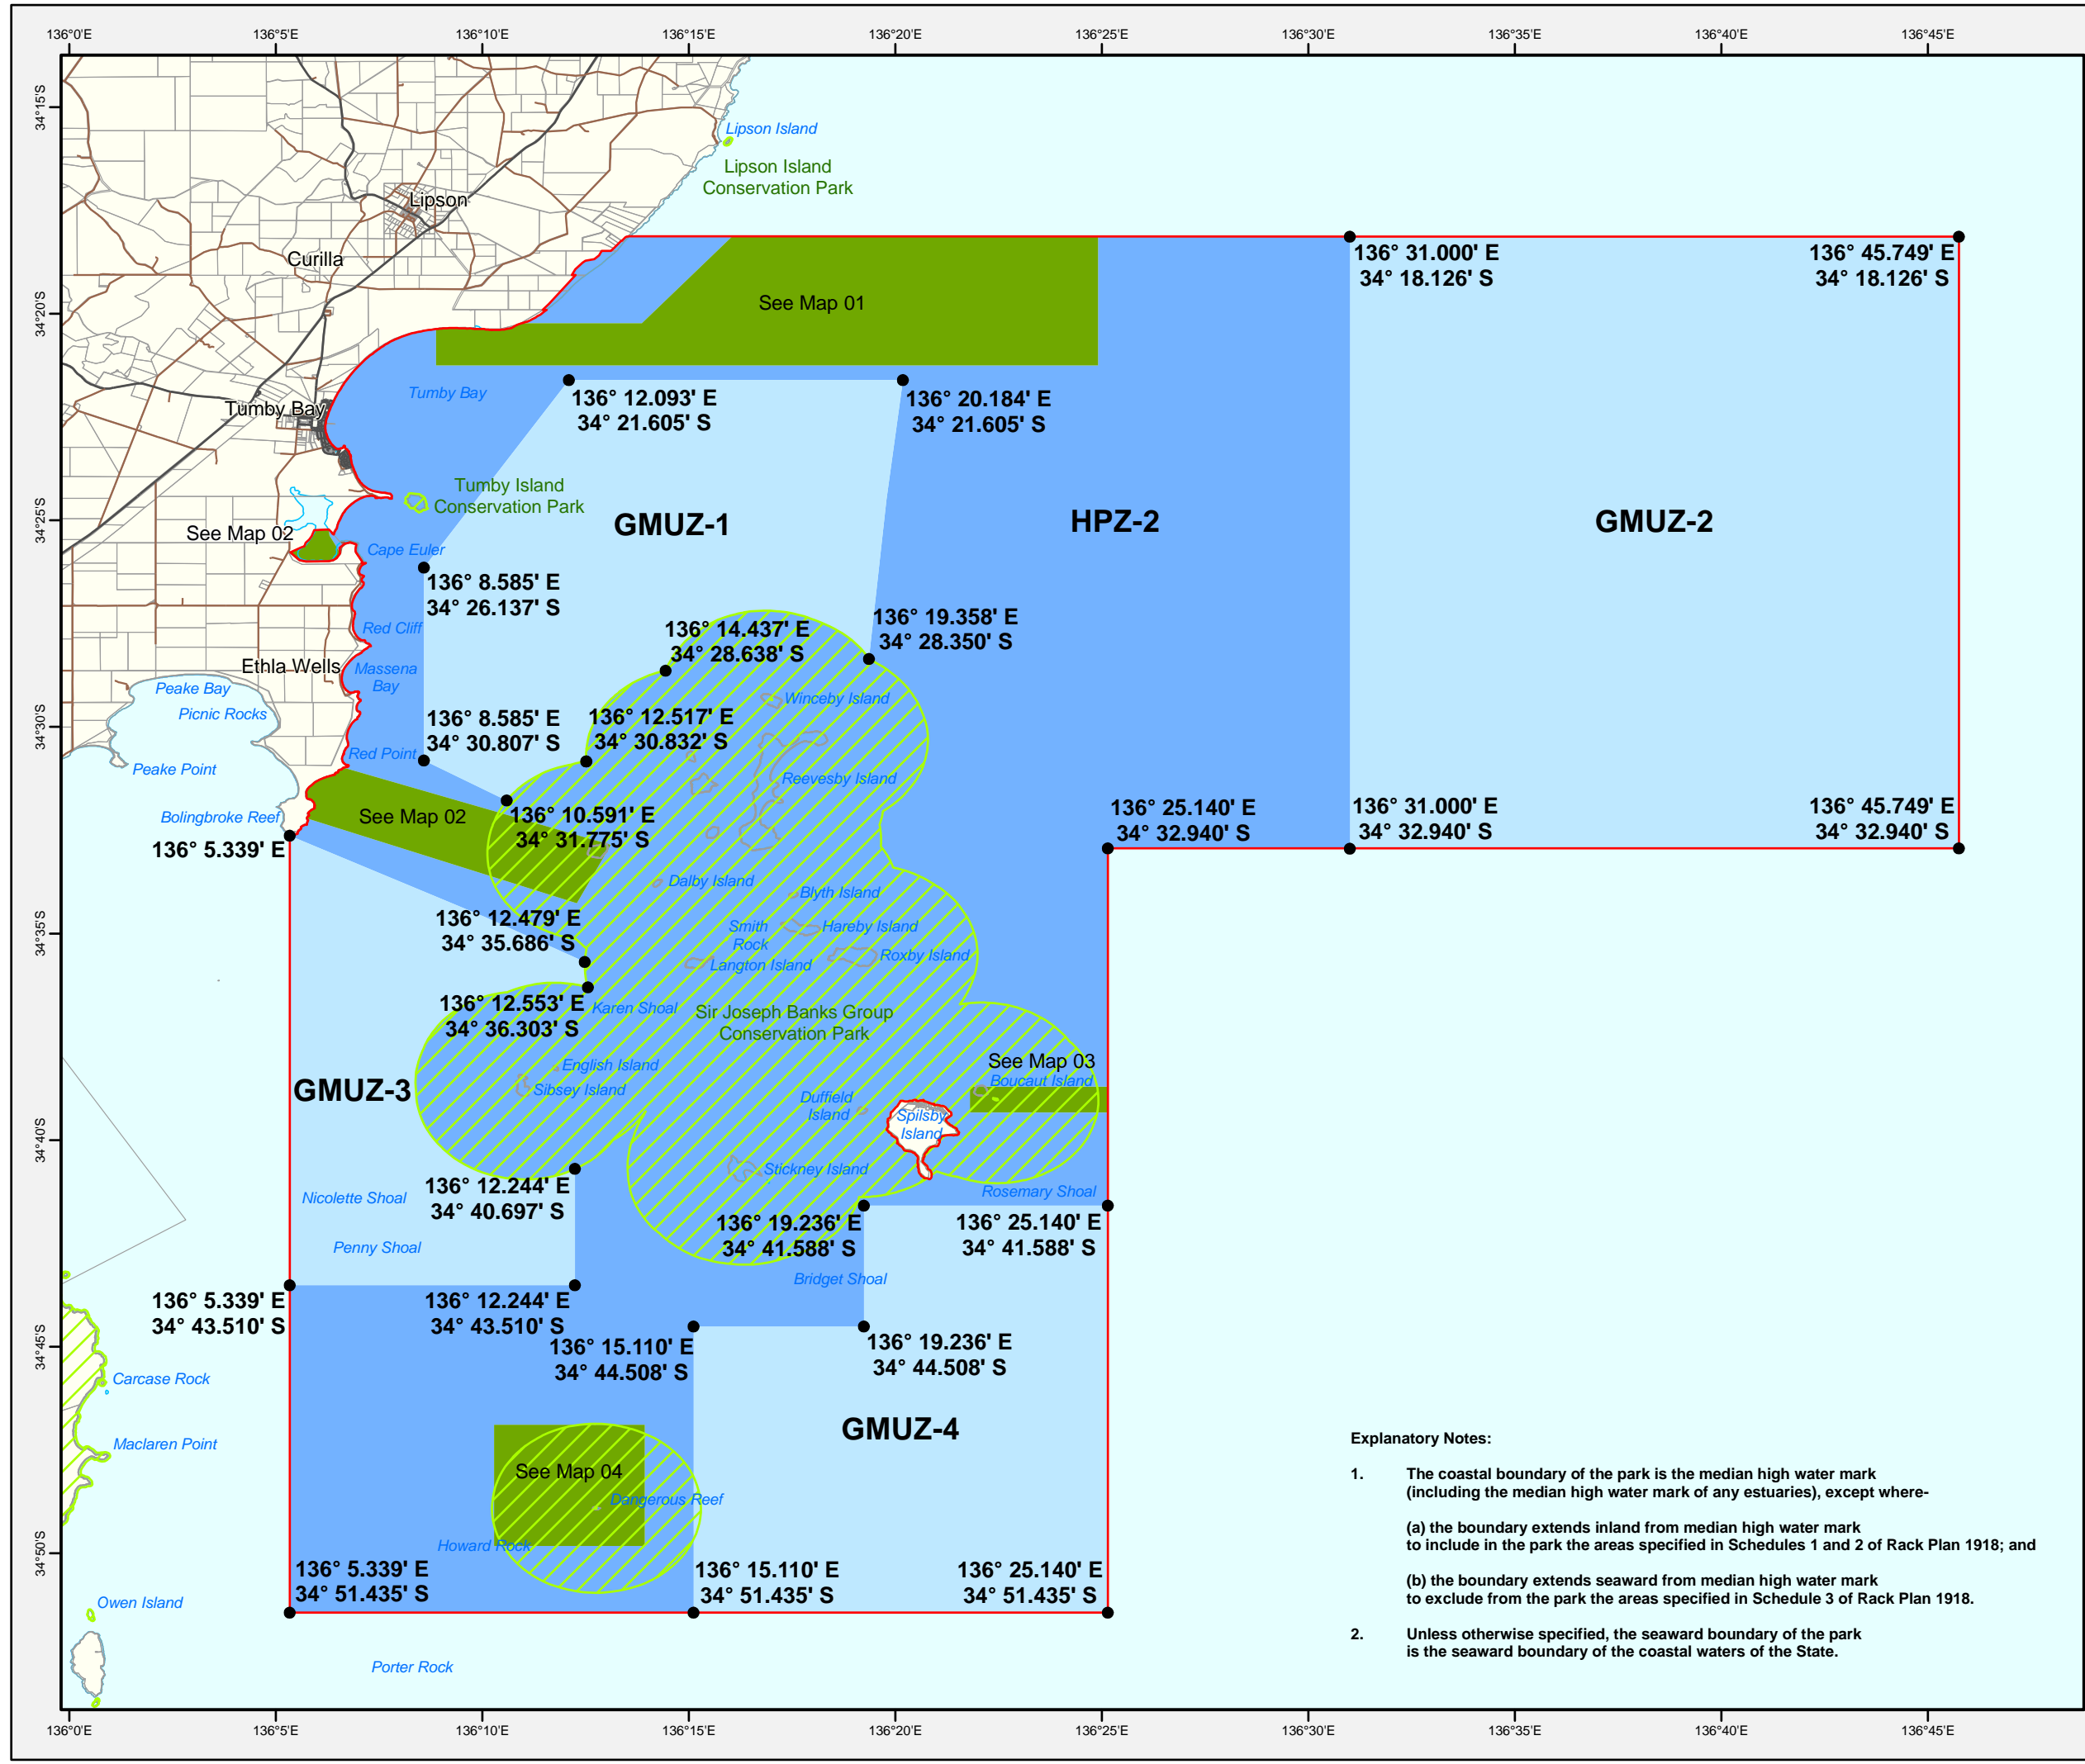 136°0'E
136°5'E
136°10'E
136°15'E
136°20'E
136°25'E
136°30'E
136°35'E
136°40'E
136°45'E
34°15'S
34°20'S
34°25'S
34°30'S
34°35'S
34°40'S
34°45'S
34°50'S
Lipson Island
Lipson Island
Conservation Park
Lipson
Curilla
136° 31.000' E
34° 18.126' S
136° 45.749' E
34° 18.126' S
See Map 01
Tumby Bay
136° 12.093' E
34° 21.605' S
136° 20.184' E
34° 21.605' S
Tumby Bay
Tumby Island
Conservation Park
GMUZ-1
HPZ-2
GMUZ-2
See Map 02
Cape Euler
136° 8.585' E
34° 26.137' S
Red Cliff
136° 14.437' E
34° 28.638' S
136° 19.358' E
34° 28.350' S
Ethla Wells
Massena
Bay
Peake Bay
Picnic Rocks
Winceby Island
136° 8.585' E
34° 30.807' S
136° 12.517' E
34° 30.832' S
Red Point
Peake Point
Reevesby Island
Bolingbroke Reef
See Map 02
136° 10.591' E
34° 31.775' S
136° 25.140' E
34° 32.940' S
136° 31.000' E
34° 32.940' S
136° 45.749' E
34° 32.940' S
136° 5.339' E
Dalby Island
Blyth Island
136° 12.479' E
34° 35.686' S
Smith
Rock
Hareby Island
Roxby Island
Langton Island
136° 12.553' E
34° 36.303' S
Karen Shoal
Sir Joseph Banks Group
Conservation Park
GMUZ-3
English Island
Sibsey Island
See Map 03
Boucaut Island
Duffield
Island
Spilsby
Island
Stickney Island
Rosemary Shoal
Nicolette Shoal
136° 12.244' E
34° 40.697' S
136° 19.236' E
34° 41.588' S
136° 25.140' E
34° 41.588' S
Penny Shoal
Bridget Shoal
136° 5.339' E
34° 43.510' S
136° 12.244' E
34° 43.510' S
136° 15.110' E
34° 44.508' S
136° 19.236' E
34° 44.508' S
Carcase Rock
Maclaren Point
GMUZ-4
See Map 04
Dangerous Reef
Howard Rock
136° 5.339' E
34° 51.435' S
136° 15.110' E
34° 51.435' S
136° 25.140' E
34° 51.435' S
Owen Island
Porter Rock
Explanatory Notes:
1. The coastal boundary of the park is the median high water mark
(including the median high water mark of any estuaries), except where-
(a) the boundary extends inland from median high water mark
to include in the park the areas specified in Schedules 1 and 2 of Rack Plan 1918; and
(b) the boundary extends seaward from median high water mark
to exclude from the park the areas specified in Schedule 3 of Rack Plan 1918.
2. Unless otherwise specified, the seaward boundary of the park
is the seaward boundary of the coastal waters of the State.
136°0'E
136°5'E
136°10'E
136°15'E
136°20'E
136°25'E
136°30'E
136°35'E
136°40'E
136°45'E